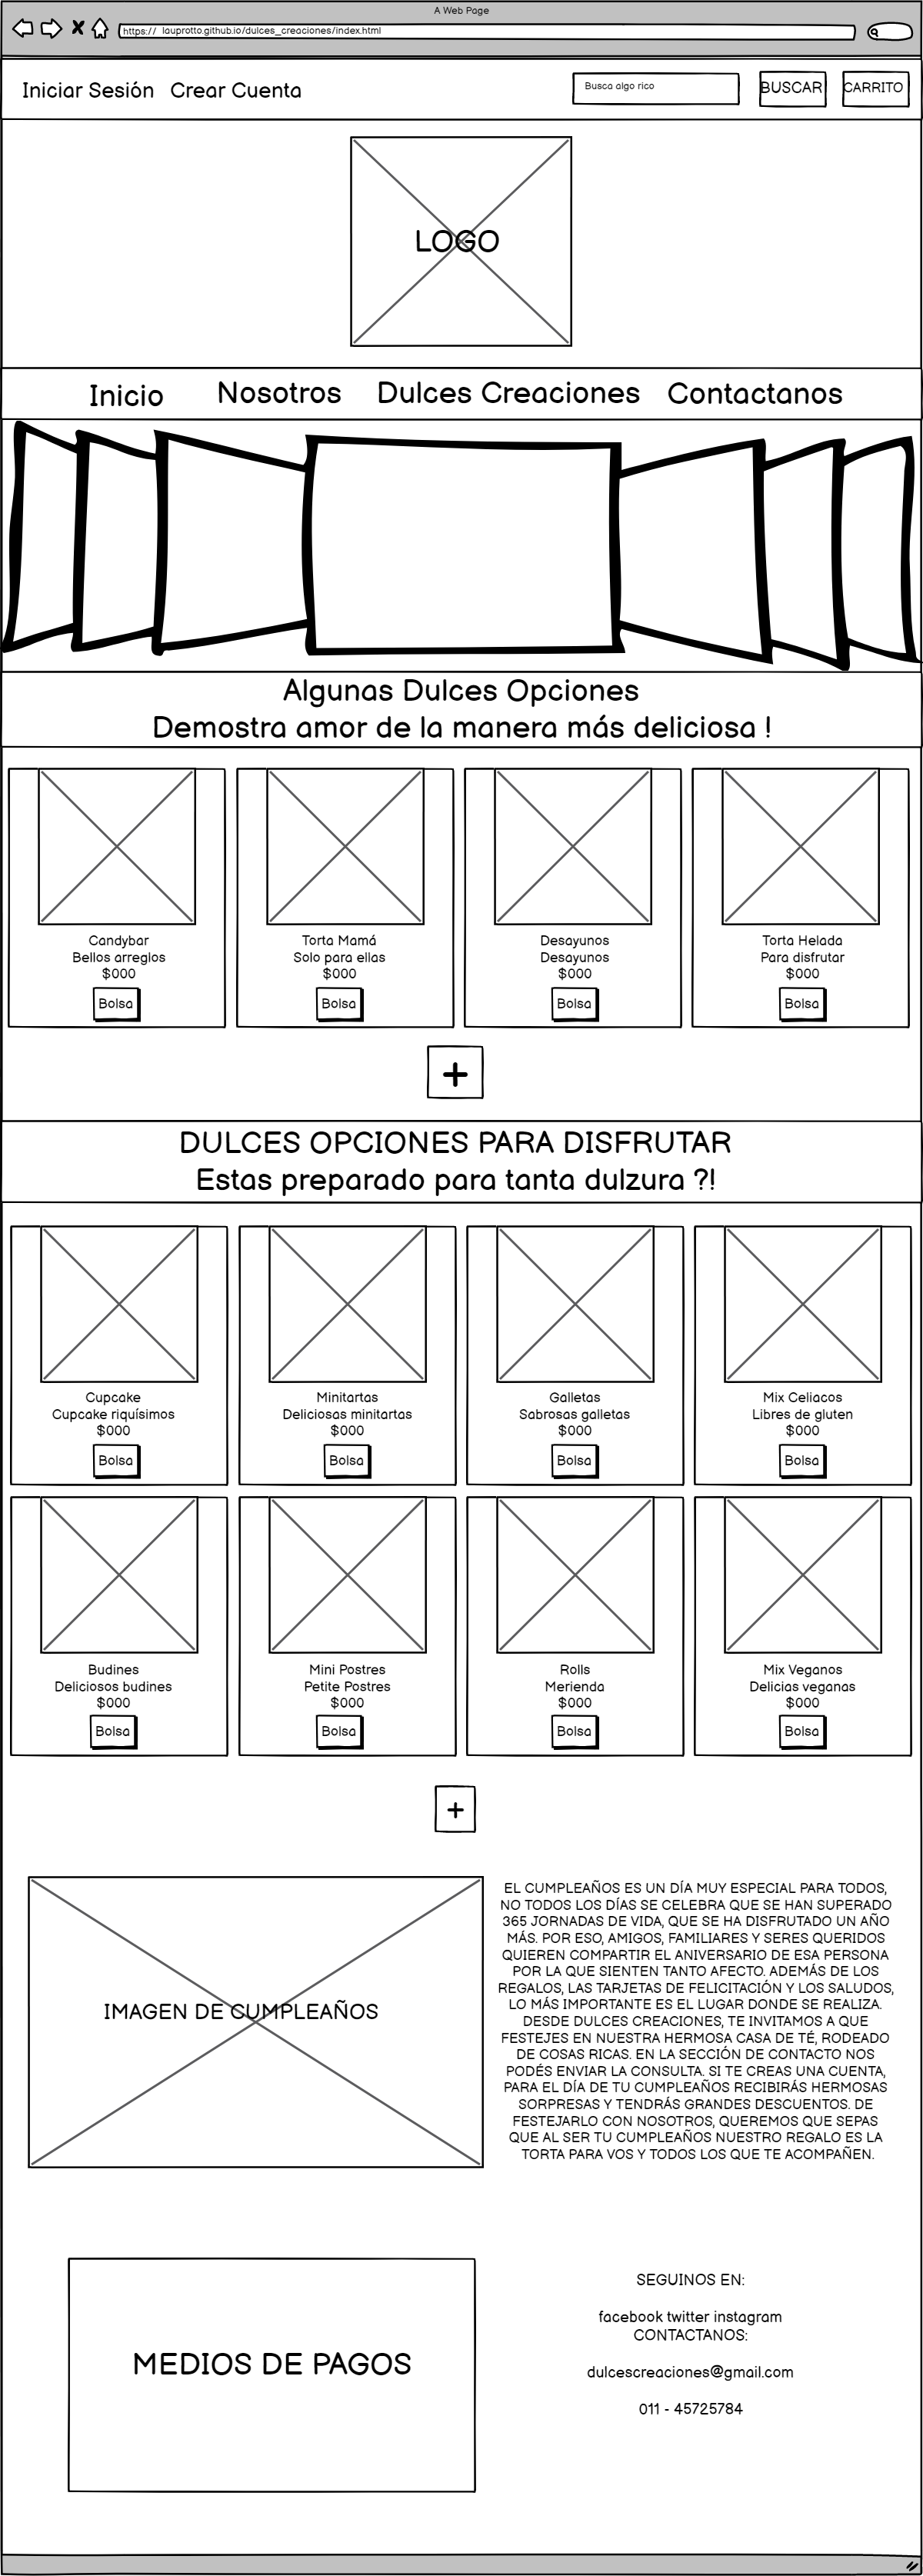 A Web Page
https:// lauprotto.github.io/dulces_creaciones/index.html
Iniciar Sesión Crear Cuenta Busca algo rico BUSCAR CARRITO
LOGO
Inicio Nosotros Dulces Creaciones Contactanos
Algunas Dulces Opciones
Demostra amor de la manera más deliciosa !
Candybar
Bellos arreglos
$000
Bolsa
Torta Mamá
Solo para ellas
$000
Bolsa
Desayunos
Desayunos
$000
Bolsa
Torta Helada
Para disfrutar
$000
Bolsa
+
DULCES OPCIONES PARA DISFRUTAR
Estas preparado para tanta dulzura ?!
Cupcake
Cupcake riquísimos
$000
Bolsa
Minitartas
Deliciosas minitartas
$000
Bolsa
Galletas
Sabrosas galletas
$000
Bolsa
Mix Celiacos
Libres de gluten
$000
Bolsa
Budines
Deliciosos budines
$000
Bolsa
Mini Postres
Petite Postres
$000
Bolsa
Rolls
Merienda
$000
Bolsa
Mix Veganos
Delicias veganas
$000
Bolsa
+
IMAGEN DE CUMPLEAÑOS
EL CUMPLEAÑOS ES UN DÍA MUY ESPECIAL PARA TODOS,
NO TODOS LOS DÍAS SE CELEBRA QUE SE HAN SUPERADO
365 JORNADAS DE VIDA, QUE SE HA DISFRUTADO UN AÑO
MÁS. POR ESO, AMIGOS, FAMILIARES Y SERES QUERIDOS
QUIEREN COMPARTIR EL ANIVERSARIO DE ESA PERSONA
POR LA QUE SIENTEN TANTO AFECTO. ADEMÁS DE LOS
REGALOS, LAS TARJETAS DE FELICITACIÓN Y LOS SALUDOS,
LO MÁS IMPORTANTE ES EL LUGAR DONDE SE REALIZA.
DESDE DULCES CREACIONES, TE INVITAMOS A QUE
FESTEJES EN NUESTRA HERMOSA CASA DE TÉ, RODEADO
DE COSAS RICAS. EN LA SECCIÓN DE CONTACTO NOS
PODÉS ENVIAR LA CONSULTA. SI TE CREAS UNA CUENTA,
PARA EL DÍA DE TU CUMPLEAÑOS RECIBIRÁS HERMOSAS
SORPRESAS Y TENDRÁS GRANDES DESCUENTOS. DE
FESTEJARLO CON NOSOTROS, QUEREMOS QUE SEPAS
QUE AL SER TU CUMPLEAÑOS NUESTRO REGALO ES LA
TORTA PARA VOS Y TODOS LOS QUE TE ACOMPAÑEN.
MEDIOS DE PAGOS
SEGUINOS EN:
facebook twitter instagram
CONTACTANOS:
dulcescreaciones@gmail.com
011 - 45725784